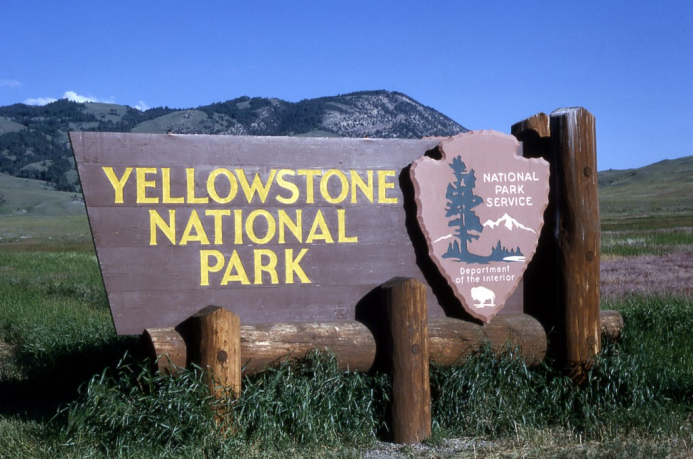 YELLOWSTONE
NATIONAL
PARK
NATIONAL
PARK
SERVICE
Department
of the Interior